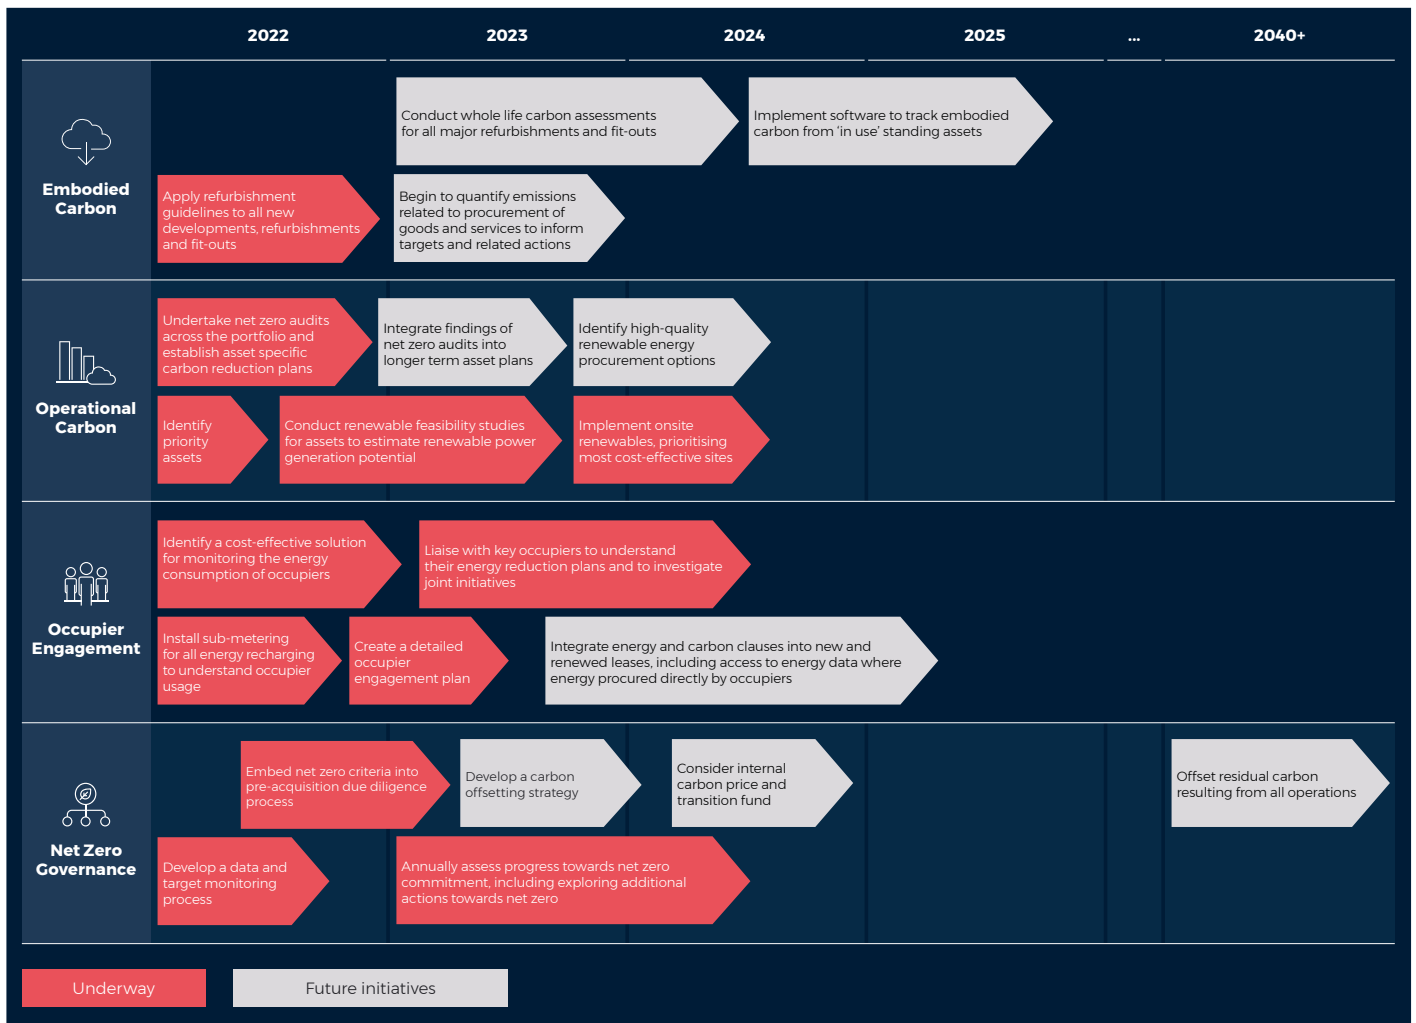 2022
2023
2024
2025
...
2040+
Embodied
Carbon
Conduct whole life carbon assessments
for all major refurbishments and fit-outs
Implement software to track embodied
carbon from ‘in use’ standing assets
Apply refurbishment
guidelines to all new
developments, refurbishments
and fit-outs
Begin to quantify emissions
related to procurement of
goods and services to inform
targets and related actions
Operational
Carbon
Undertake net zero audits
across the portfolio and
establish asset specific
carbon reduction plans
Integrate findings of
net zero audits into
longer term asset plans
Identify high-quality
renewable energy
procurement options
Identify
priority
assets
Conduct renewable feasibility studies
for assets to estimate renewable power
generation potential
Implement onsite
renewables, prioritising
most cost-effective sites
Occupier
Engagement
Identify a cost-effective solution
for monitoring the energy
consumption of occupiers
Liaise with key occupiers to understand
their energy reduction plans and to investigate
joint initiatives
Install sub-metering
for all energy recharging
to understand occupier
usage
Create a detailed
occupier
engagement plan
Integrate energy and carbon clauses into new and
renewed leases, including access to energy data where
energy procured directly by occupiers
Net Zero
Governance
Embed net zero criteria into
pre-acquisition due diligence
process
Develop a carbon
offsetting strategy
Consider internal
carbon price and
transition fund
Offset residual carbon
resulting from all operations
Develop a data and
target monitoring
process
Annually assess progress towards net zero
commitment, including exploring additional
actions towards net zero
Underway
Future initiatives